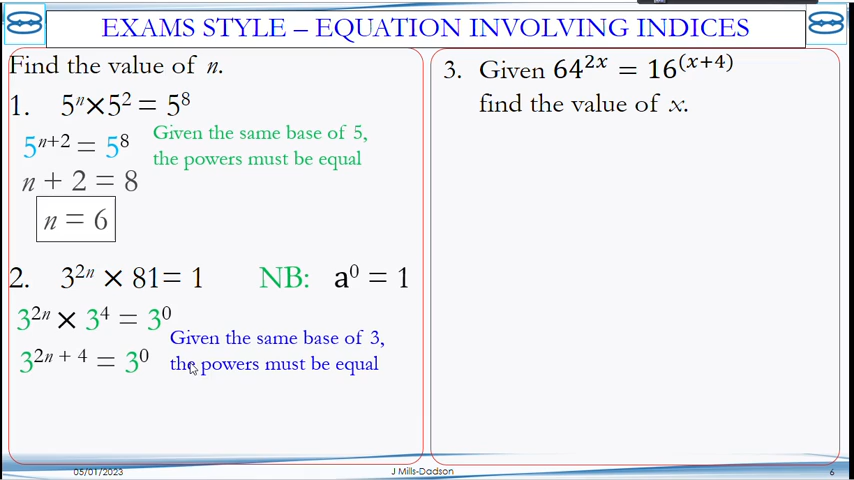 EXAMS STYLE – EQUATION INVOLVING INDICES
Find the value of n.
1. 5ⁿ×5² = 5⁸
5ⁿ⁺² = 5⁸
Given the same base of 5,
the powers must be equal
n + 2 = 8
n = 6
2. 3²ⁿ × 81= 1 NB: a⁰ = 1
3²ⁿ × 3⁴ = 3⁰
3²ⁿ ⁺ ⁴ = 3⁰
Given the same base of 3,
the powers must be equal
3. Given 64²ˣ = 16⁽ˣ⁺⁴⁾
find the value of x.
05/01/2023
J Mills-Dadson
6